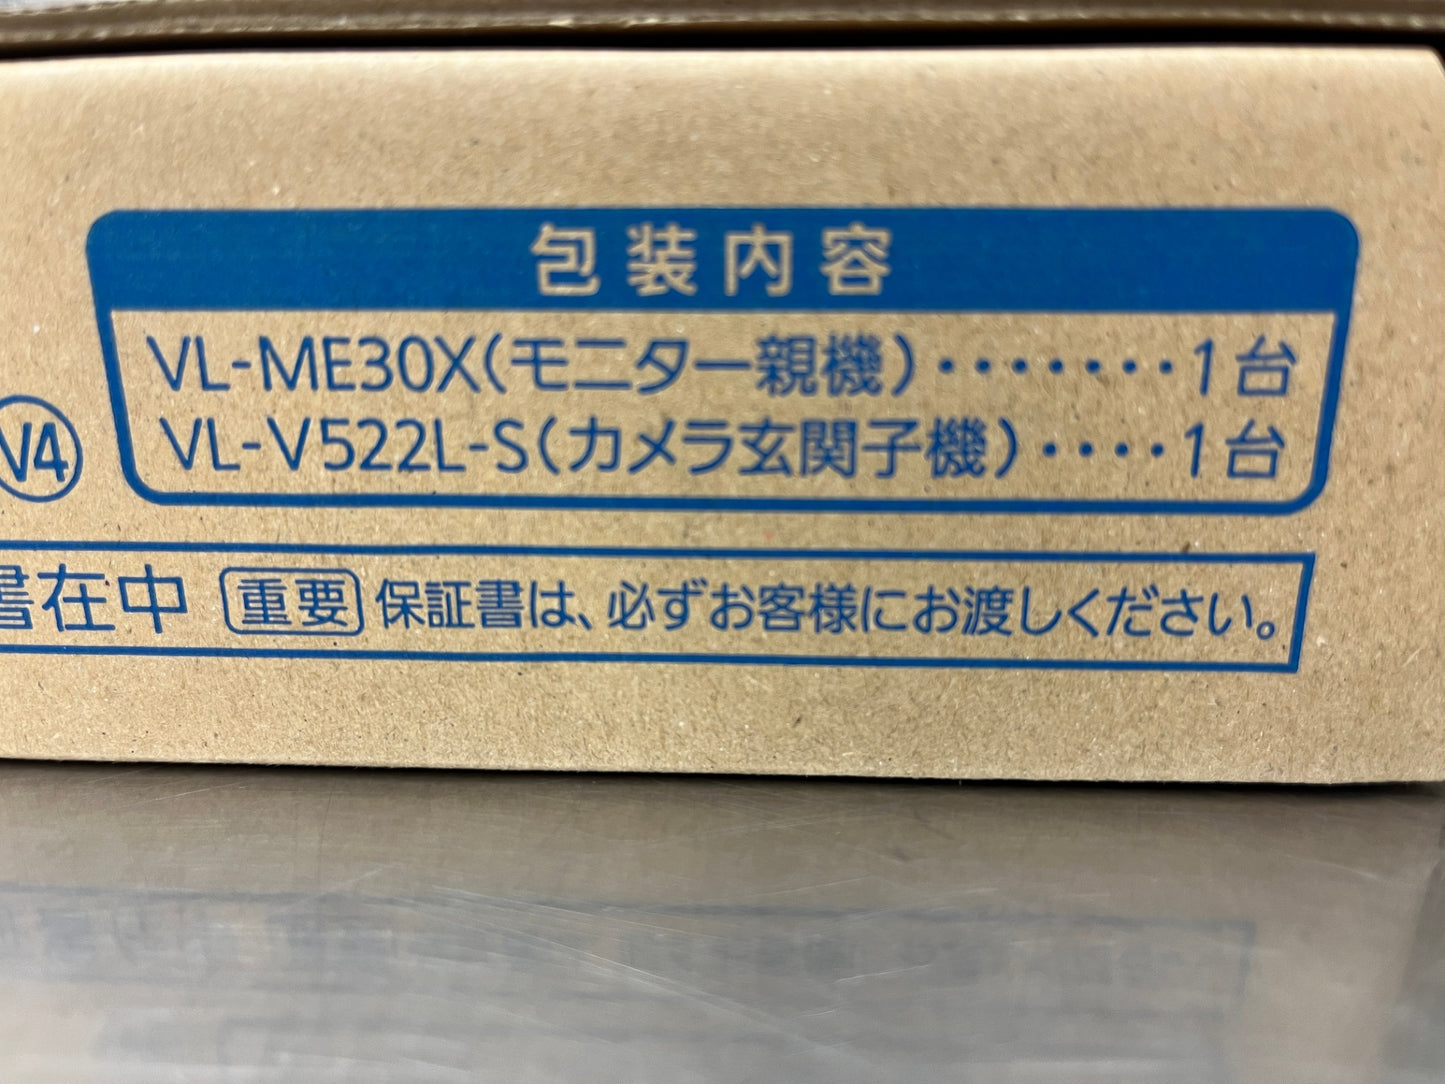 包装内容
VL-ME30X(モニター親機)・・・・・・・1台
VL-V522L-S(カメラ玄関子機)・・・・1台
V4
書在中 重要 保証書は、必ずお客様にお渡しください。